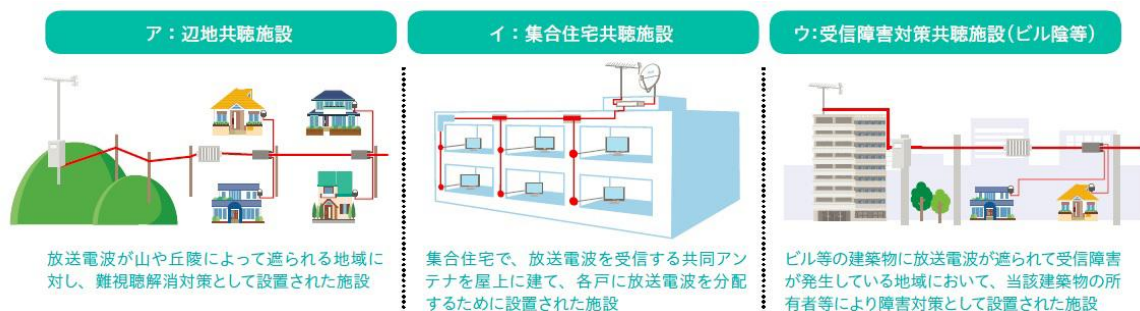 ア：辺地共聴施設
放送電波が山や丘陵によって遮られる地域に
対し、難視聴解消対策として設置された施設
イ：集合住宅共聴施設
集合住宅で、放送電波を受信する共同アン
テナを屋上に建て、各戸に放送電波を分配
するために設置された施設
ウ：受信障害対策共聴施設（ビル陰等）
ビル等の建築物に放送電波が遮られて受信障害
が発生している地域において、当該建築物の所
有者等により障害対策として設置された施設